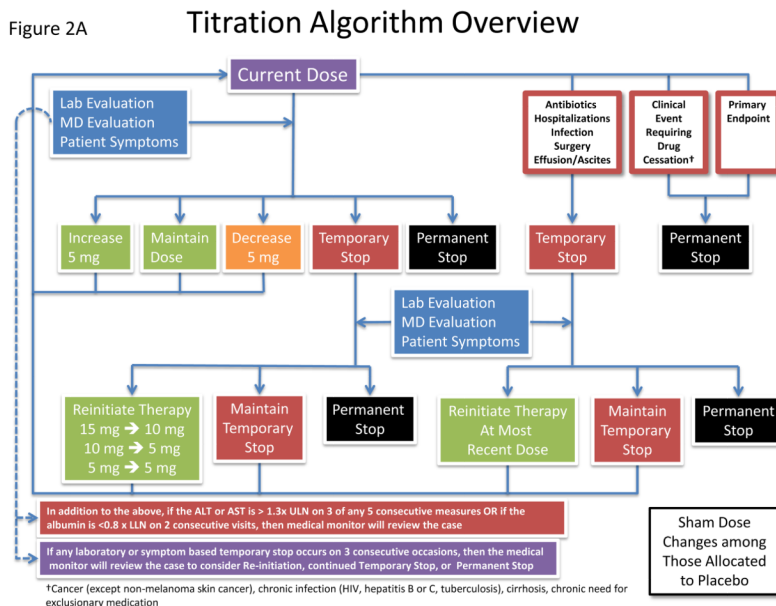 Figure 2A
Titration Algorithm Overview
Current Dose
Lab Evaluation
MD Evaluation
Patient Symptoms
Antibiotics
Hospitalizations
Infection
Surgery
Effusion/Ascites
Clinical
Event
Requiring
Drug
Cessation†
Primary
Endpoint
Increase
5 mg
Maintain
Dose
Decrease
5 mg
Temporary
Stop
Permanent
Stop
Temporary
Stop
Permanent
Stop
Lab Evaluation
MD Evaluation
Patient Symptoms
Reinitiate Therapy
15 mg ➔ 10 mg
10 mg ➔ 5 mg
5 mg ➔ 5 mg
Maintain
Temporary
Stop
Permanent
Stop
Reinitiate Therapy
At Most
Recent Dose
Maintain
Temporary
Stop
Permanent
Stop
In addition to the above, if the ALT or AST is > 1.3x ULN on 3 of any 5 consecutive measures OR if the
albumin is <0.8 x LLN on 2 consecutive visits, then medical monitor will review the case
If any laboratory or symptom based temporary stop occurs on 3 consecutive occasions, then the medical
monitor will review the case to consider Re-initiation, continued Temporary Stop, or Permanent Stop
Sham Dose
Changes among
Those Allocated
to Placebo
†Cancer (except non-melanoma skin cancer), chronic infection (HIV, hepatitis B or C, tuberculosis), cirrhosis, chronic need for
exclusionary medication